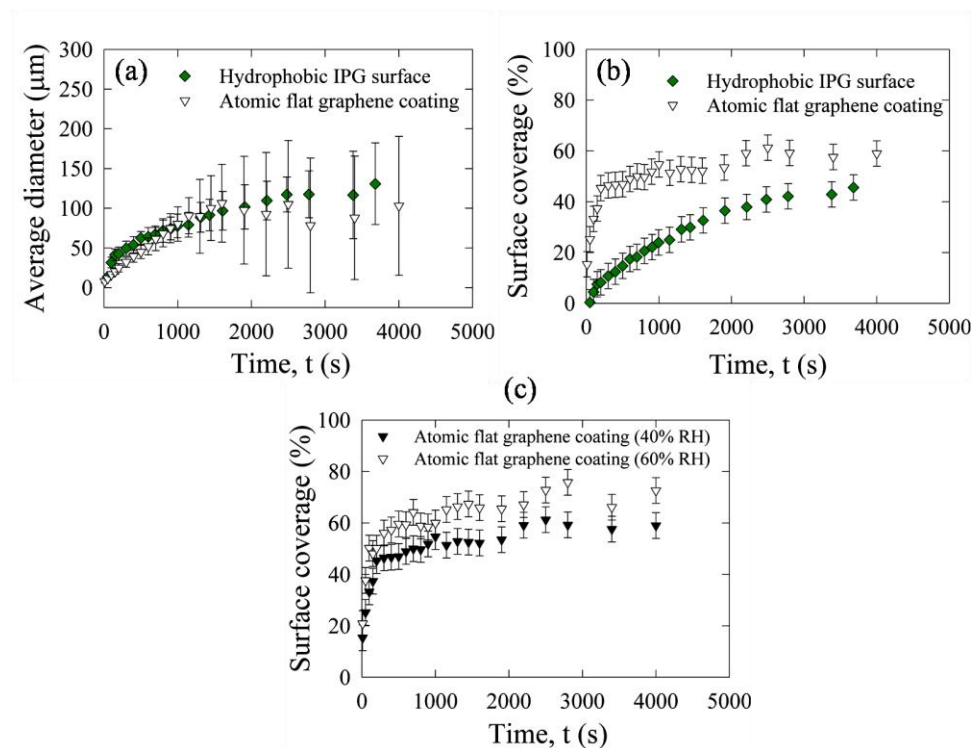 (a)
Hydrophobic IPG surface
Atomic flat graphene coating
Average diameter (µm)
300
250
200
150
100
50
0
0 1000 2000 3000 4000 5000
Time, t (s)
(b)
Hydrophobic IPG surface
Atomic flat graphene coating
Surface coverage (%)
100
80
60
40
20
0
0 1000 2000 3000 4000 5000
Time, t (s)
(c)
Atomic flat graphene coating (40% RH)
Atomic flat graphene coating (60% RH)
Surface coverage (%)
100
80
60
40
20
0
0 1000 2000 3000 4000 5000
Time, t (s)